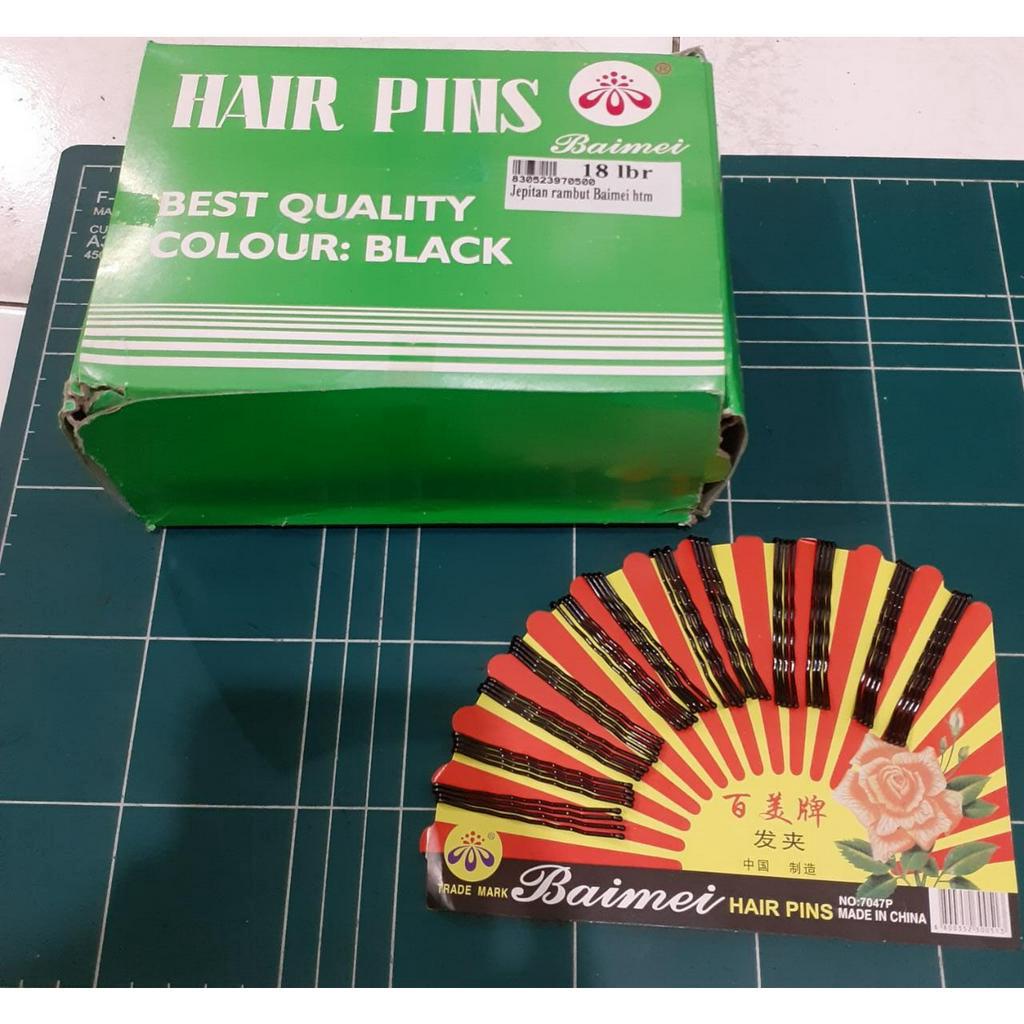 HAIR PINS
®
Baimei
18 lbr
830523970500
Jepitan rambut Baimei htm
BEST QUALITY
COLOUR: BLACK
百美牌
发夹
中国 制造
®
TRADE MARK
Baimei HAIR PINS
NO:7047P
MADE IN CHINA